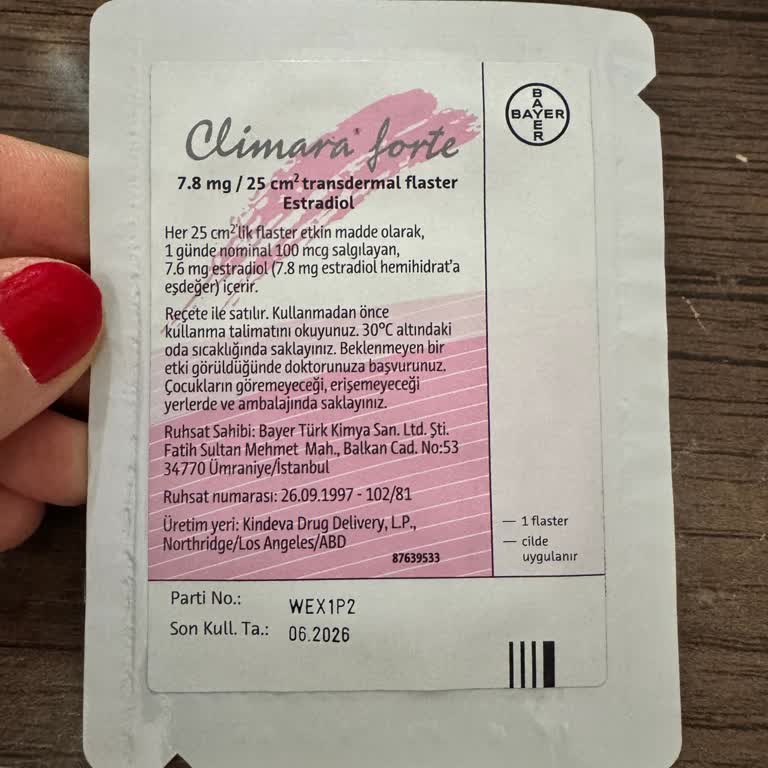 Climara® forte
7.8 mg / 25 cm² transdermal flaster
Estradiol
Her 25 cm²'lik flaster etkin madde olarak,
1 günde nominal 100 mcg salgılayan,
7.6 mg estradiol (7.8 mg estradiol hemihidrat'a
eşdeğer) içerir.
Reçete ile satılır. Kullanmadan önce
kullanma talimatını okuyunuz. 30°C altındaki
oda sıcaklığında saklayınız. Beklenmeyen bir
etki görüldüğünde doktorunuza başvurunuz.
Çocukların göremeyeceği, erişemeyeceği
yerlerde ve ambalajında saklayınız.
Ruhsat Sahibi: Bayer Türk Kimya San. Ltd. Şti.
Fatih Sultan Mehmet Mah., Balkan Cad. No:53
34770 Ümraniye/İstanbul
Ruhsat numarası: 26.09.1997 - 102/81
Üretim yeri: Kindeva Drug Delivery, L.P.,
Northridge/Los Angeles/ABD
87639533
BAYER
BAYER
— 1 flaster
— cilde
uygulanır
Parti No.: WEX1P2
Son Kull. Ta.: 06.2026